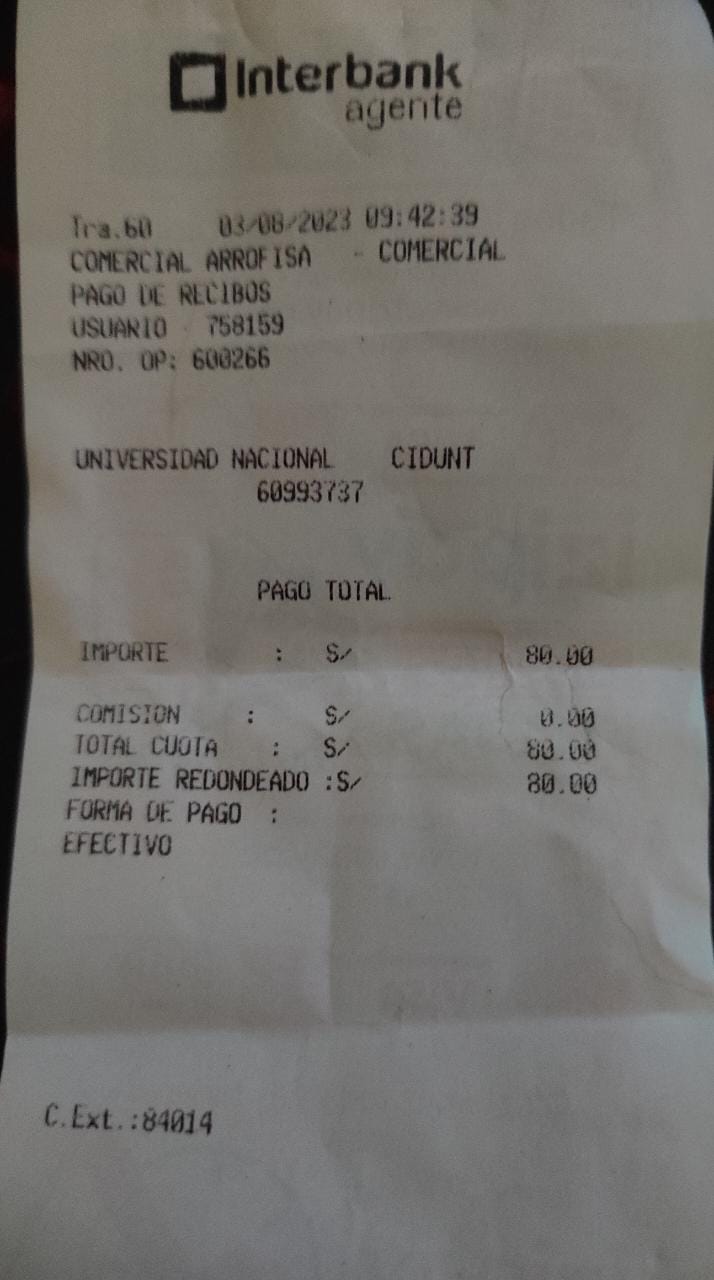 Interbank
agente
Tra.60 03/08/2023 09:42:39
COMERCIAL ARROFISA - COMERCIAL
PAGO DE RECIBOS
USUARIO - 758159
NRO. OP: 600266
UNIVERSIDAD NACIONAL CIDUNT
60993737
PAGO TOTAL
IMPORTE : S/ 80.00
COMISION : S/ 0.00
TOTAL CUOTA : S/ 80.00
IMPORTE REDONDEADO :S/ 80.00
FORMA DE PAGO :
EFECTIVO
C.Ext.:84014